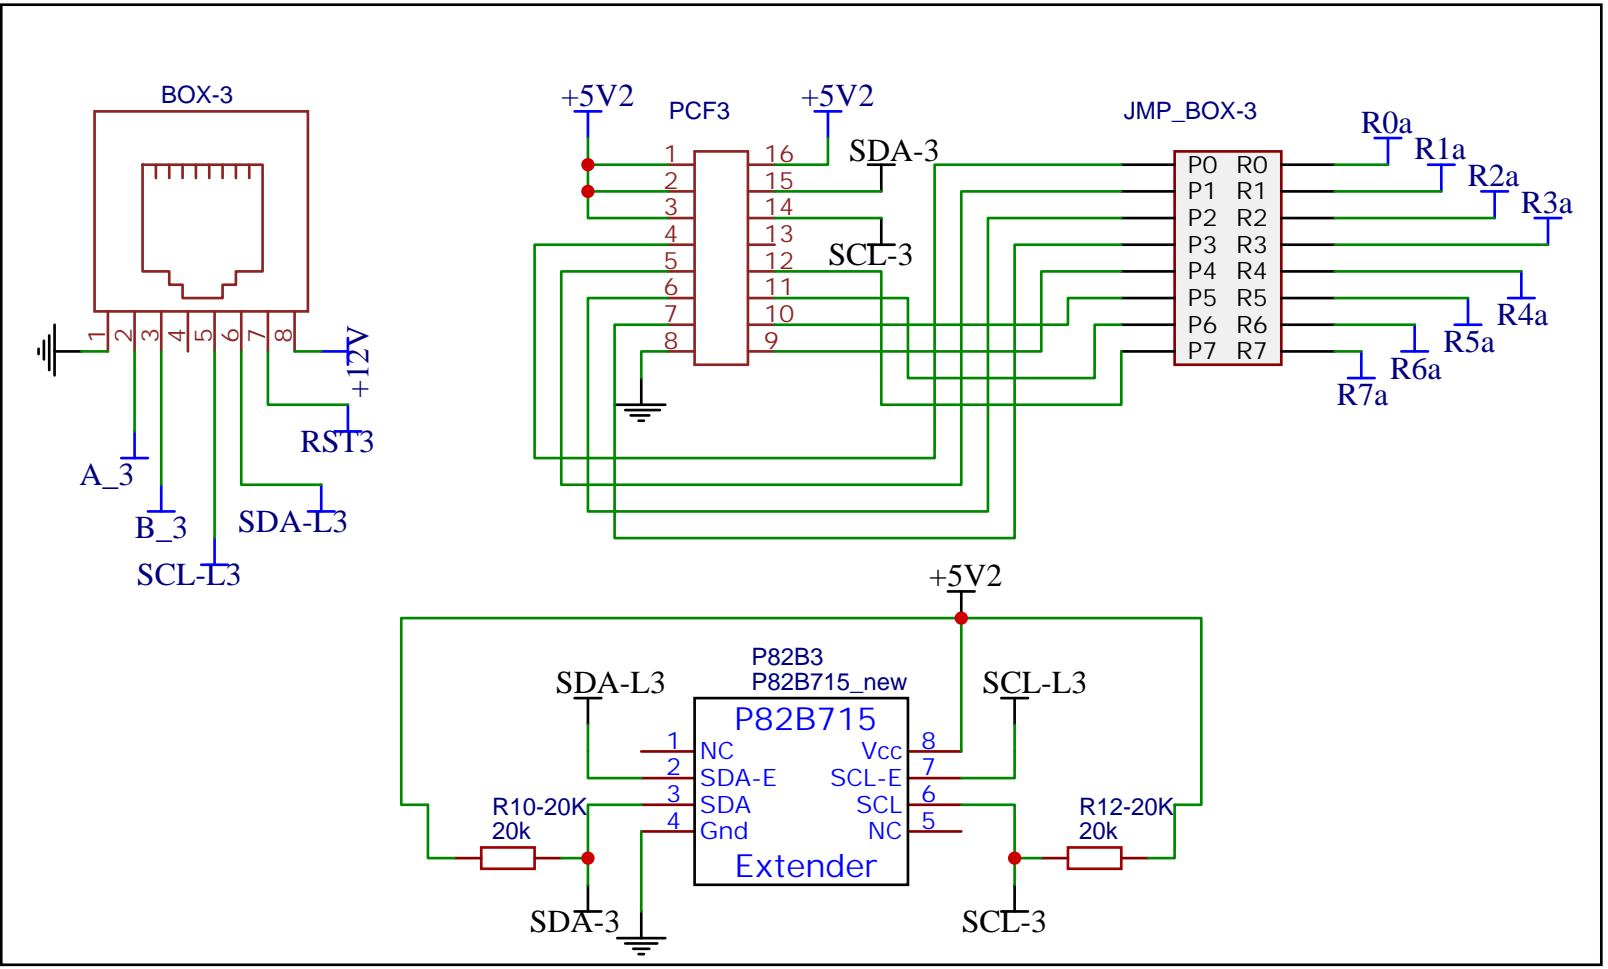 BOX-3
1 2 3 4 5 6 7 8
+12V
RST3
A_3
B_3
SDA-L3
SCL-L3
+5V2
PCF3
+5V2
1 16
2 15
3 14
4 13
5 12
6 11
7 10
8 9
SDA-3
SCL-3
JMP_BOX-3
P0 R0
P1 R1
P2 R2
P3 R3
P4 R4
P5 R5
P6 R6
P7 R7
R0a
R1a
R2a
R3a
R4a
R5a
R6a
R7a
+5V2
P82B3
P82B715_new
SDA-L3
SCL-L3
P82B715
1 NC Vcc 8
2 SDA-E SCL-E 7
3 SDA SCL 6
4 Gnd NC 5
Extender
R10-20K
20k
R12-20K
20k
SDA-3
SCL-3